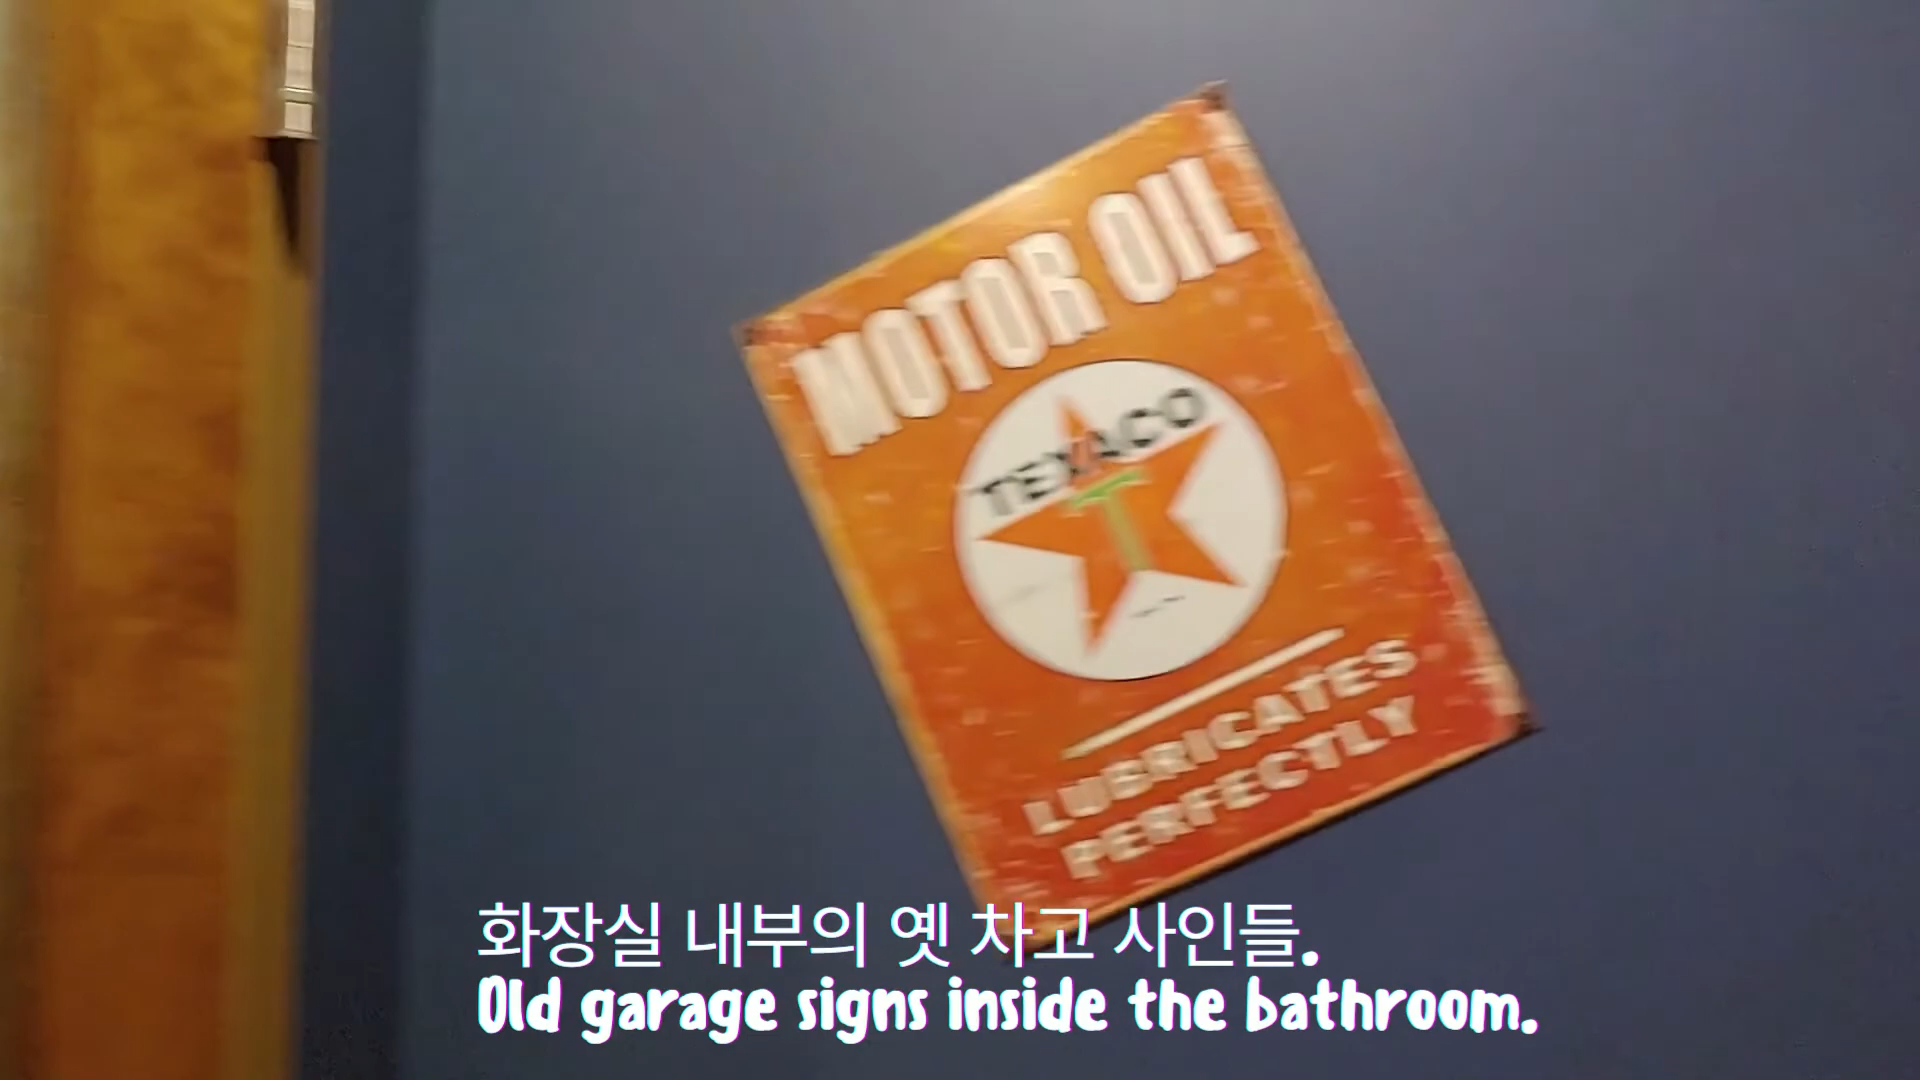 MOTOR OIL
TEXACO
T
LUBRICATES
PERFECTLY
화장실 내부의 옛 차고 사인들.
Old garage signs inside the bathroom.